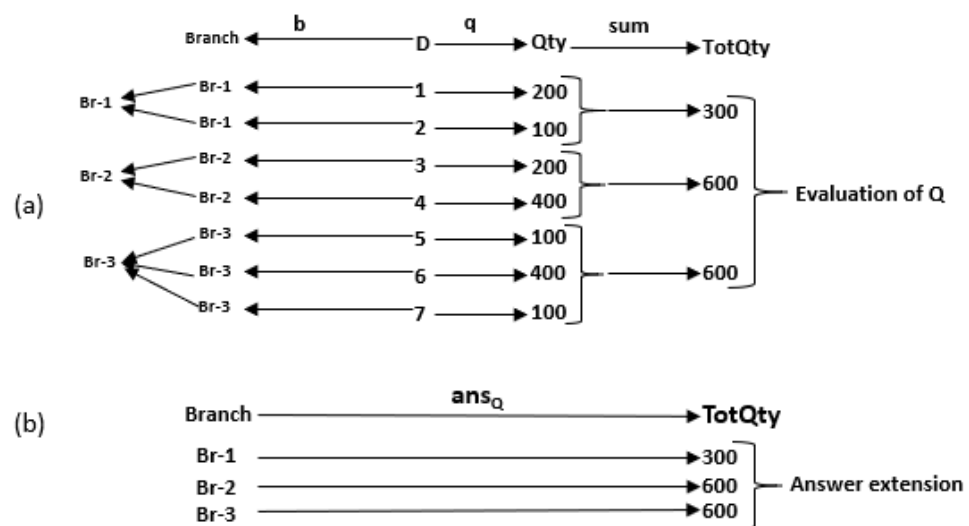 b q sum
Branch D Qty TotQty
Br-1 1 200
Br-1 300
Br-1 2 100
Br-2 3 200
Br-2 600
Br-2 4 400
Evaluation of Q
(a)
Br-3 5 100
Br-3 6 400 600
Br-3
Br-3 7 100
ansQ
(b) Branch TotQty
Br-1 300
Br-2 600 Answer extension
Br-3 600